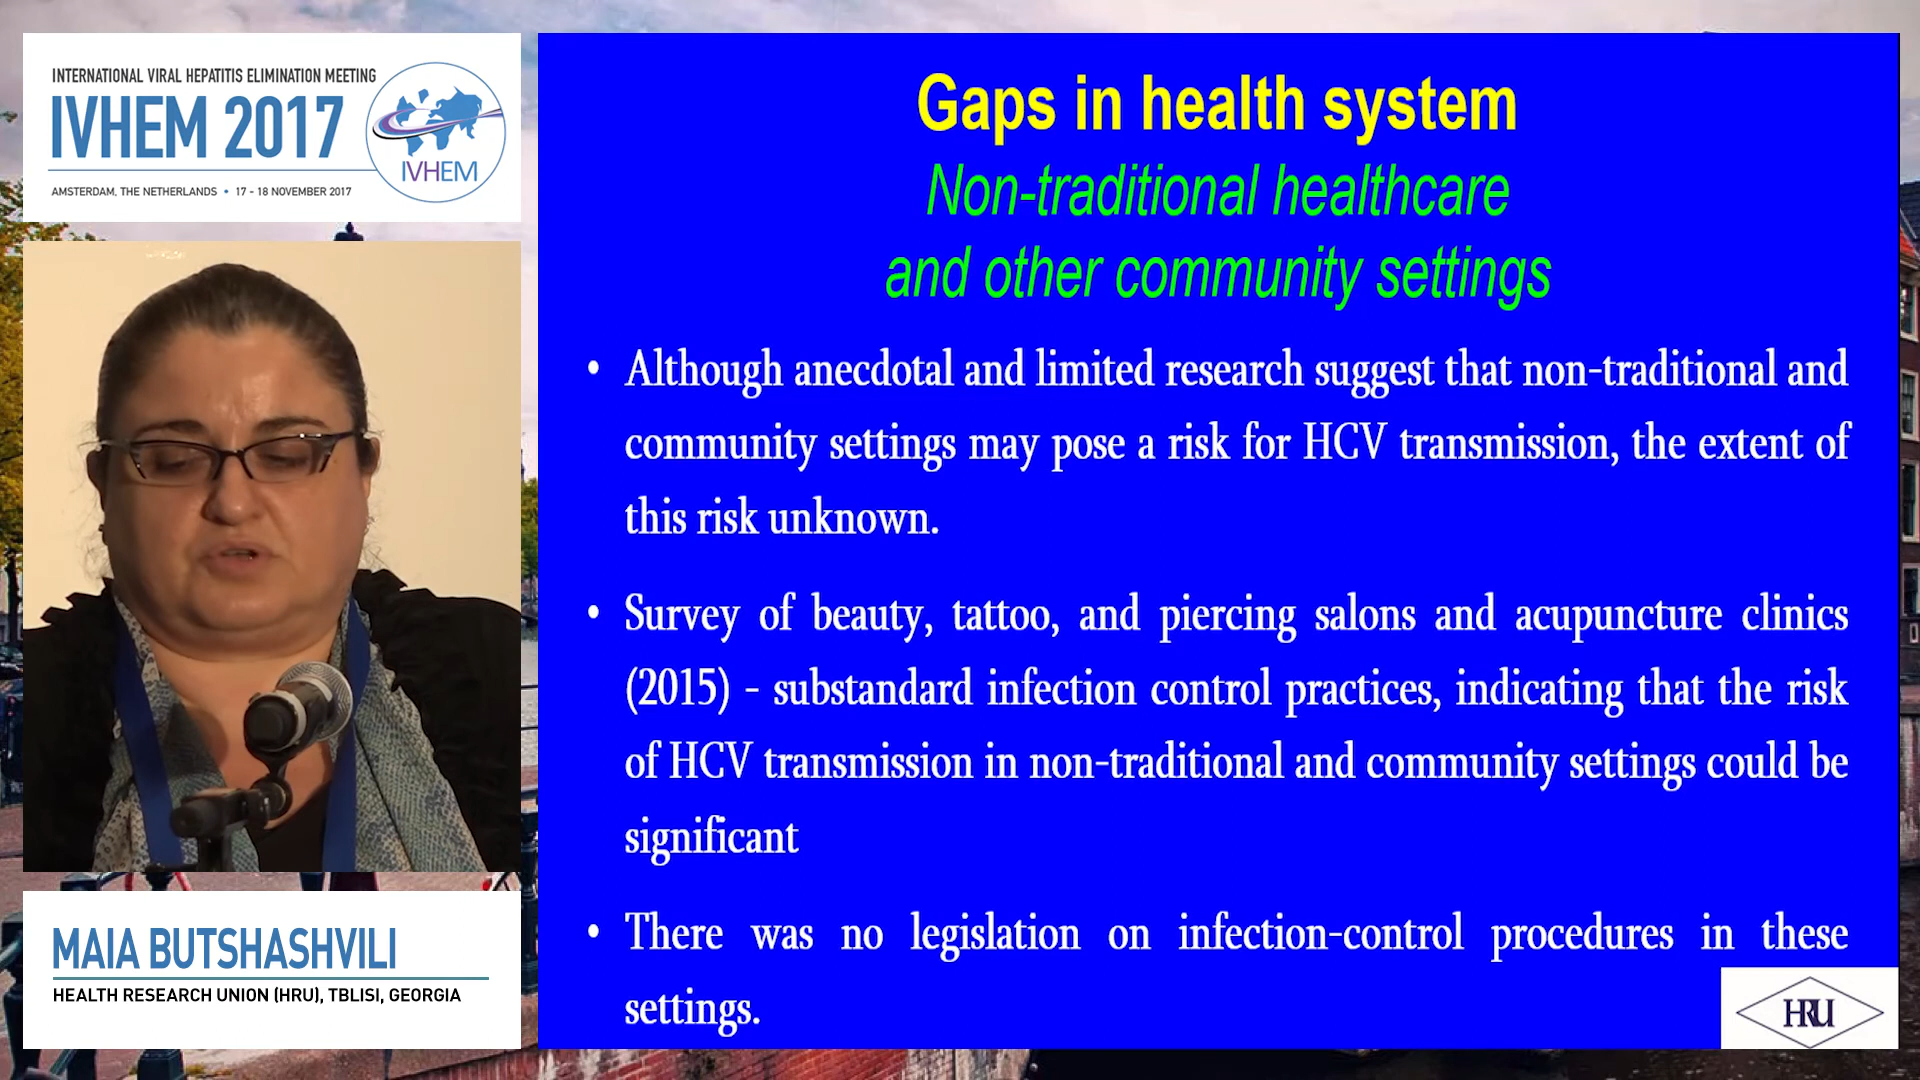 INTERNATIONAL VIRAL HEPATITIS ELIMINATION MEETING
IVHEM 2017
IVHEM
AMSTERDAM, THE NETHERLANDS • 17 - 18 NOVEMBER 2017
MAIA BUTSHASHVILI
HEALTH RESEARCH UNION (HRU), TBLISI, GEORGIA
Gaps in health system
Non-traditional healthcare
and other community settings
• Although anecdotal and limited research suggest that non-traditional and
community settings may pose a risk for HCV transmission, the extent of
this risk unknown.
• Survey of beauty, tattoo, and piercing salons and acupuncture clinics
(2015) - substandard infection control practices, indicating that the risk
of HCV transmission in non-traditional and community settings could be
significant
• There was no legislation on infection-control procedures in these
settings.
HRU